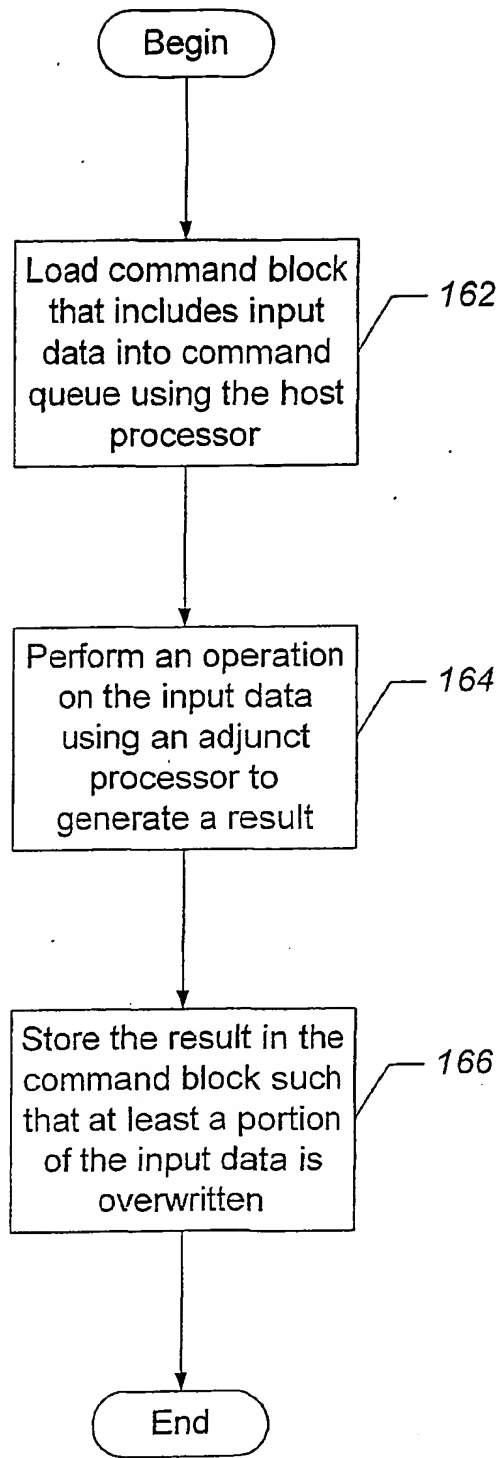 Begin
Load command block
that includes input
data into command
queue using the host
processor
162
Perform an operation
on the input data
using an adjunct
processor to
generate a result
164
Store the result in the
command block such
that at least a portion
of the input data is
overwritten
166
End